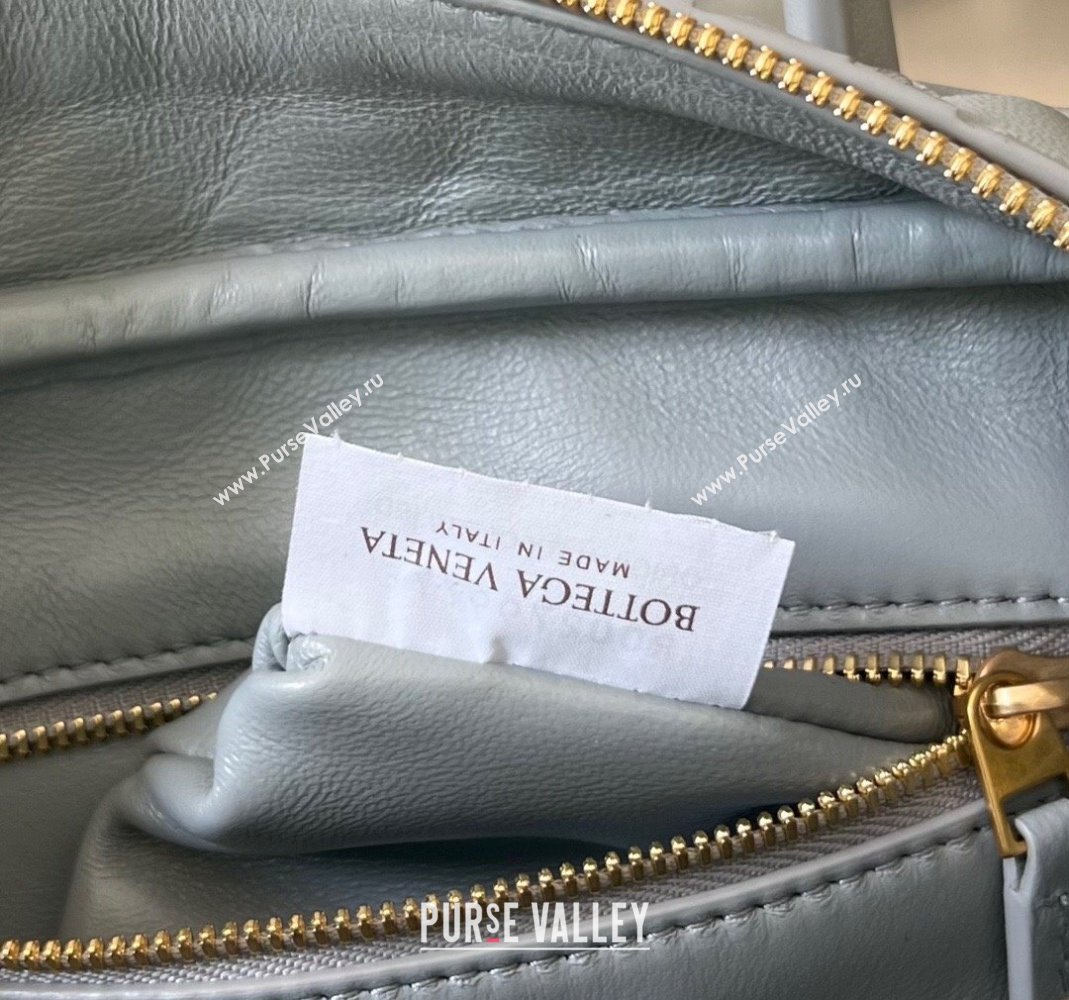 www.PurseValley.ru
www.PurseValley.ru
BOTTEGA VENETA
MADE IN ITALY
PURSE VALLEY